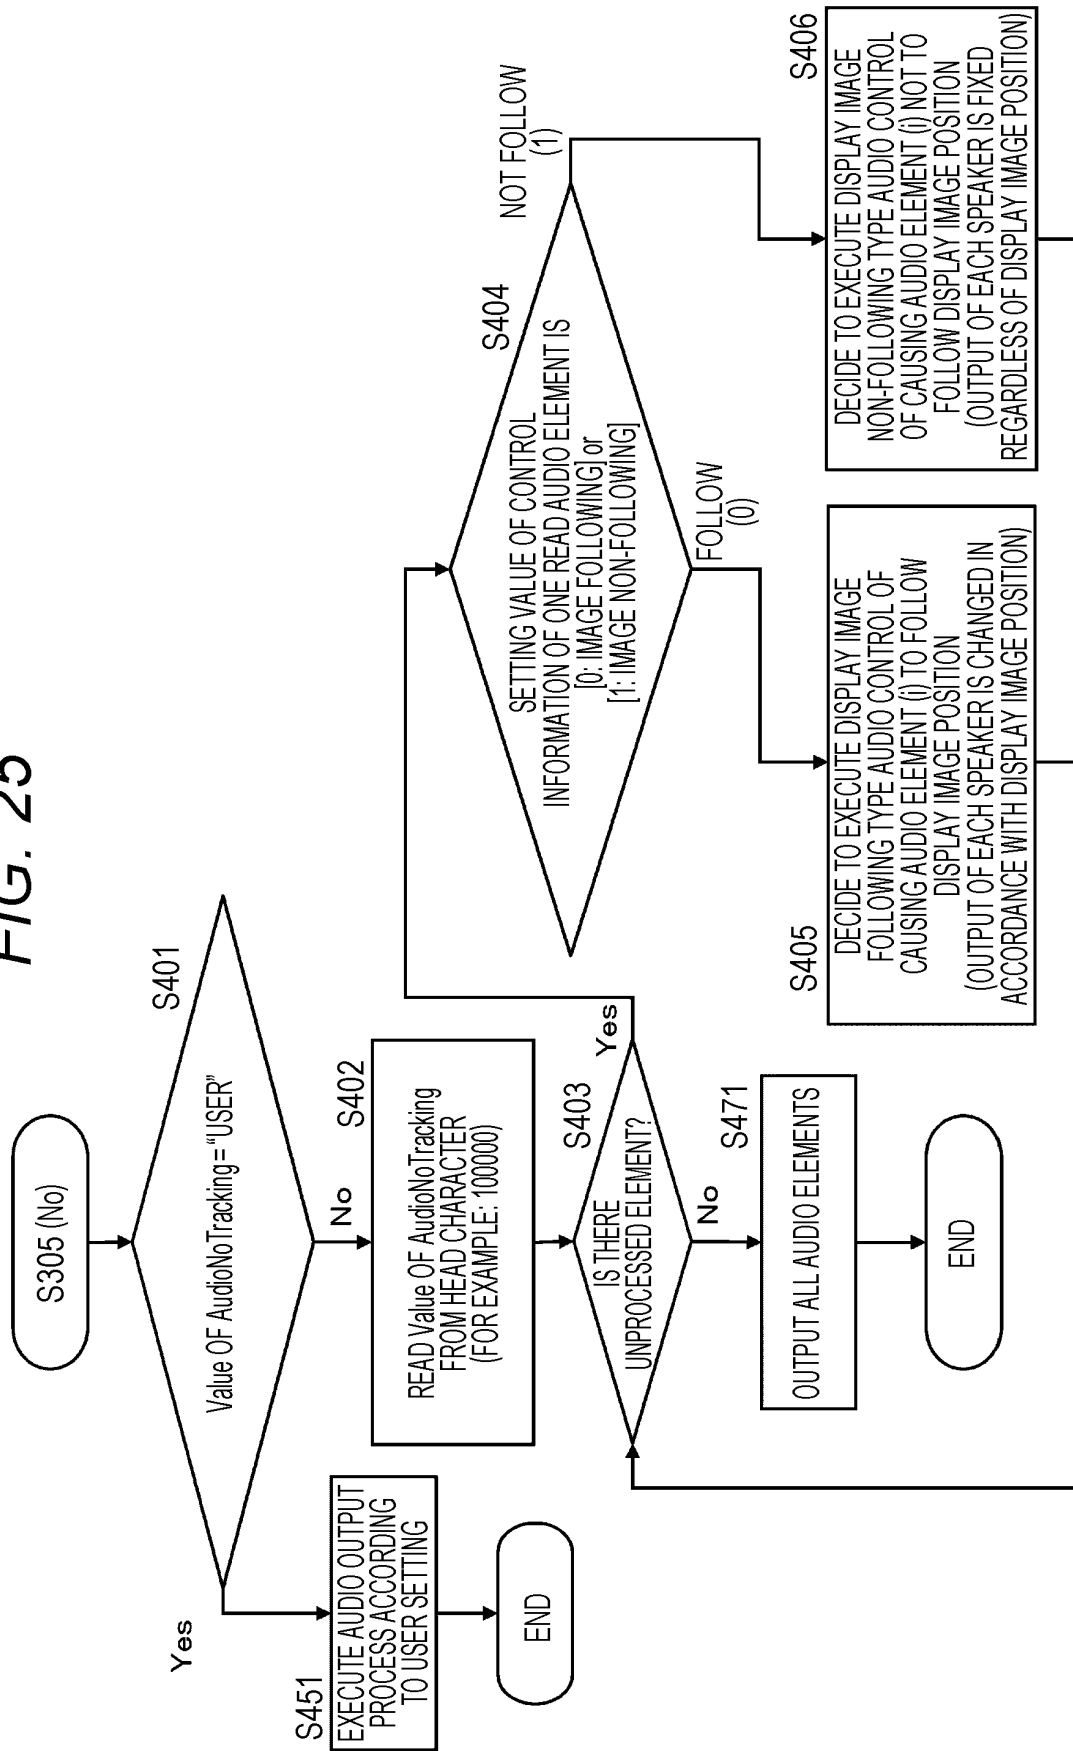 FIG. 25
S305 (No)
S401
Value OF AudioNoTracking = “USER”
Yes
No
S451
EXECUTE AUDIO OUTPUT
PROCESS ACCORDING
TO USER SETTING
END
S402
READ Value OF AudioNoTracking
FROM HEAD CHARACTER
(FOR EXAMPLE: 100000)
S403
IS THERE
UNPROCESSED ELEMENT?
Yes
No
S471
OUTPUT ALL AUDIO ELEMENTS
END
S404
SETTING VALUE OF CONTROL
INFORMATION OF ONE READ AUDIO ELEMENT IS
[0: IMAGE FOLLOWING] or
[1: IMAGE NON-FOLLOWING]
FOLLOW
(0)
NOT FOLLOW
(1)
S405
DECIDE TO EXECUTE DISPLAY IMAGE
FOLLOWING TYPE AUDIO CONTROL OF
CAUSING AUDIO ELEMENT (i) TO FOLLOW
DISPLAY IMAGE POSITION
(OUTPUT OF EACH SPEAKER IS CHANGED IN
ACCORDANCE WITH DISPLAY IMAGE POSITION)
S406
DECIDE TO EXECUTE DISPLAY IMAGE
NON-FOLLOWING TYPE AUDIO CONTROL
OF CAUSING AUDIO ELEMENT (i) NOT TO
FOLLOW DISPLAY IMAGE POSITION
(OUTPUT OF EACH SPEAKER IS FIXED
REGARDLESS OF DISPLAY IMAGE POSITION)